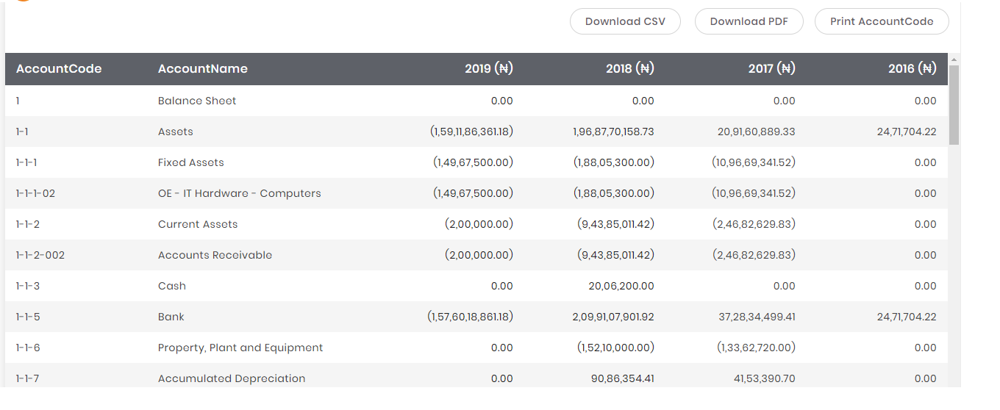 Download CSV Download PDF Print AccountCode
AccountCode AccountName 2019 (₦) 2018 (₦) 2017 (₦) 2016 (₦)
1 Balance Sheet 0.00 0.00 0.00 0.00
1-1 Assets (1,59,11,86,361.18) 1,96,87,70,158.73 20,91,60,889.33 24,71,704.22
1-1-1 Fixed Assets (1,49,67,500.00) (1,88,05,300.00) (10,96,69,341.52) 0.00
1-1-1-02 OE - IT Hardware - Computers (1,49,67,500.00) (1,88,05,300.00) (10,96,69,341.52) 0.00
1-1-2 Current Assets (2,00,000.00) (9,43,85,011.42) (2,46,82,629.83) 0.00
1-1-2-002 Accounts Receivable (2,00,000.00) (9,43,85,011.42) (2,46,82,629.83) 0.00
1-1-3 Cash 0.00 20,06,200.00 0.00 0.00
1-1-5 Bank (1,57,60,18,861.18) 2,09,91,07,901.92 37,28,34,499.41 24,71,704.22
1-1-6 Property, Plant and Equipment 0.00 (1,52,10,000.00) (1,33,62,720.00) 0.00
1-1-7 Accumulated Depreciation 0.00 90,86,354.41 41,53,390.70 0.00